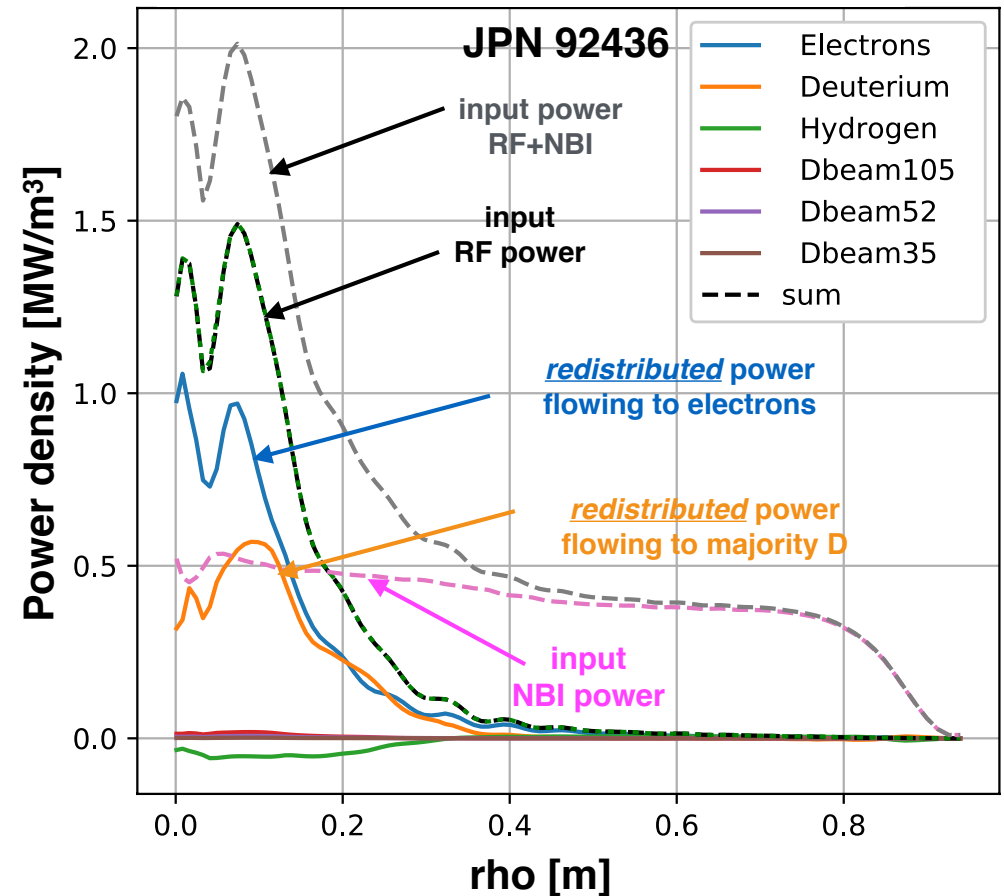 JPN 92436
Electrons
Deuterium
Hydrogen
Dbeam105
Dbeam52
Dbeam35
sum
input power
RF+NBI
input
RF power
redistributed power
flowing to electrons
redistributed power
flowing to majority D
input
NBI power
Power density [MW/m³]
2.0
1.5
1.0
0.5
0.0
0.0
0.2
0.4
0.6
0.8
rho [m]